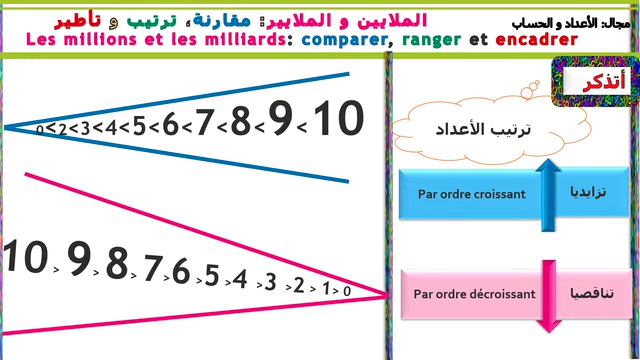 مجال: الأعداد و الحساب
الملايين و الملايير: مقارنة، ترتيب و تأطير
Les millions et les milliards: comparer, ranger et encadrer
أتذكر
ترتيب الأعداد
0<2<3<4<5<6<7<8<9<10
Par ordre croissant
تزايديا
10>9>8>7>6>5>4>3>2>1>0
Par ordre décroissant
تناقصيا